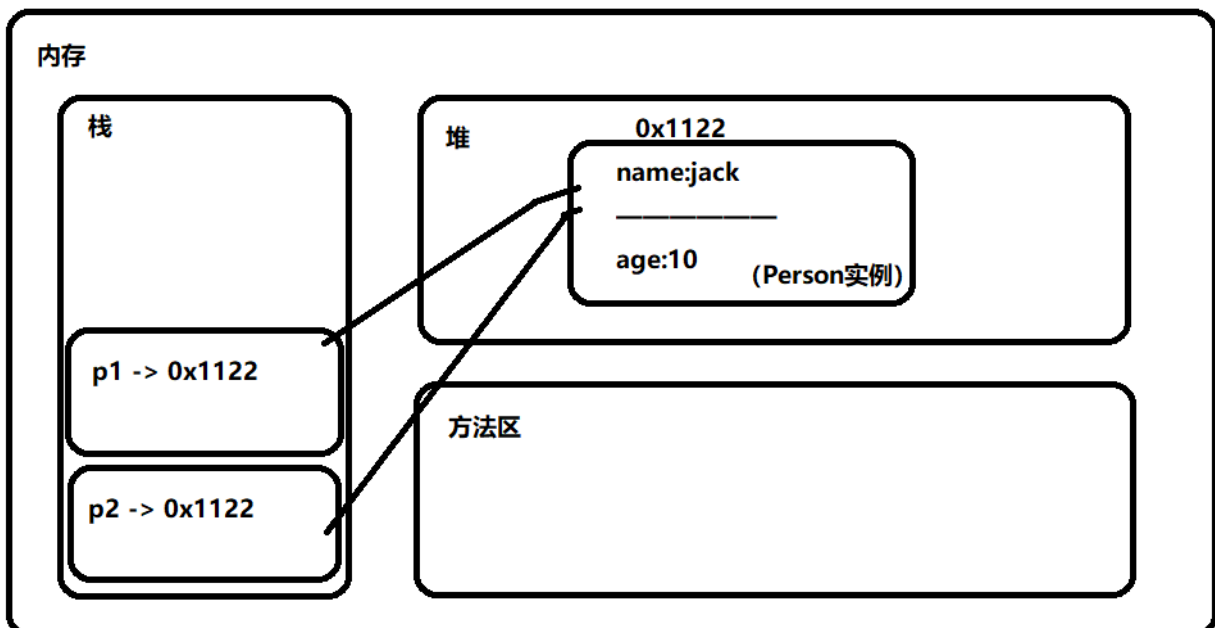 内存
栈
堆
0x1122
name:jack
——————
age:10
(Person实例)
p1 -> 0x1122
p2 -> 0x1122
方法区